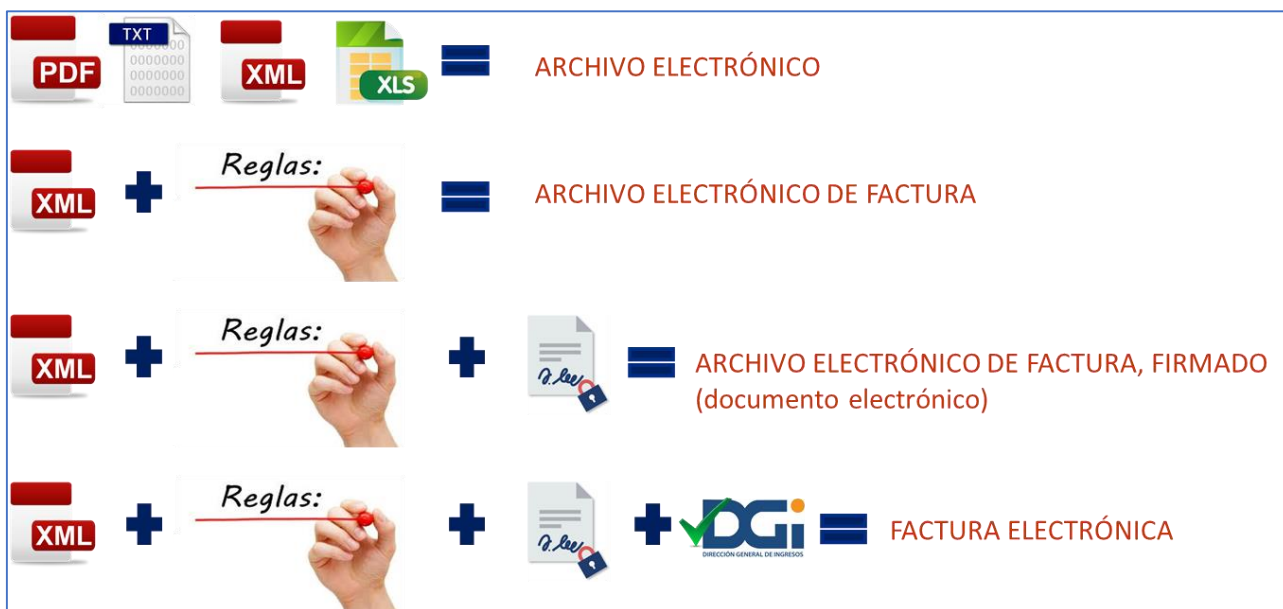 TXT
PDF
XML
XLS
ARCHIVO ELECTRÓNICO
XML
Reglas:
ARCHIVO ELECTRÓNICO DE FACTURA
XML
Reglas:
ARCHIVO ELECTRÓNICO DE FACTURA, FIRMADO
(documento electrónico)
XML
Reglas:
DGi
DIRECCIÓN GENERAL DE INGRESOS
FACTURA ELECTRÓNICA